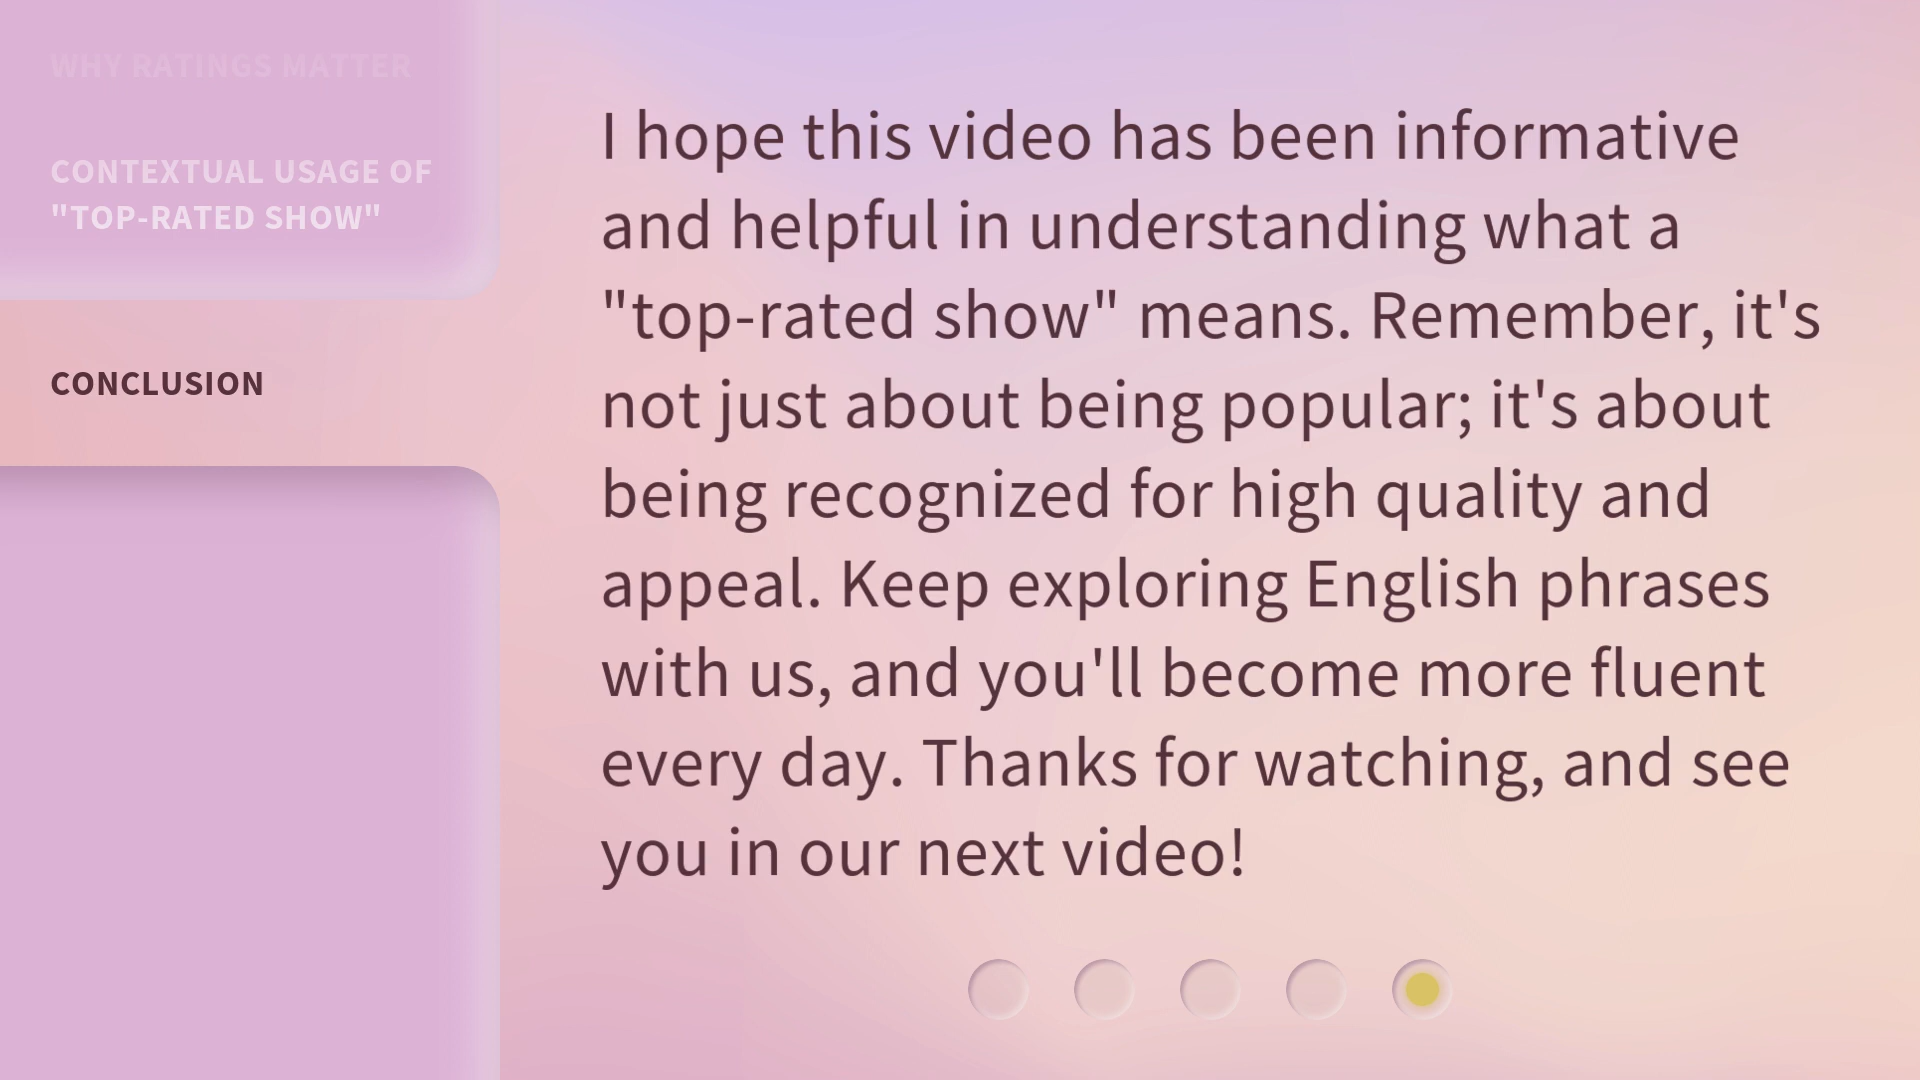 WHY RATINGS MATTER
CONTEXTUAL USAGE OF
"TOP-RATED SHOW"
CONCLUSION
I hope this video has been informative
and helpful in understanding what a
"top-rated show" means. Remember, it's
not just about being popular; it's about
being recognized for high quality and
appeal. Keep exploring English phrases
with us, and you'll become more fluent
every day. Thanks for watching, and see
you in our next video!